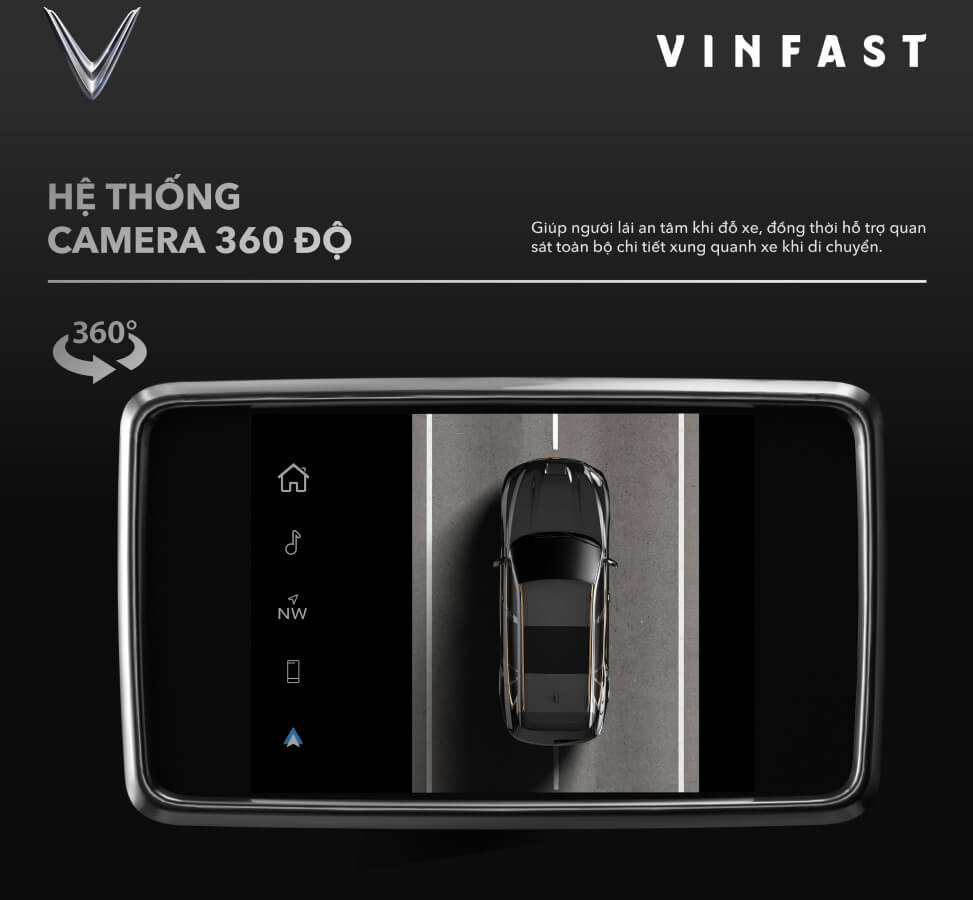 VINFAST
HỆ THỐNG
CAMERA 360 ĐỘ
Giúp người lái an tâm khi đỗ xe, đồng thời hỗ trợ quan
sát toàn bộ chi tiết xung quanh xe khi di chuyển.
360°
NW